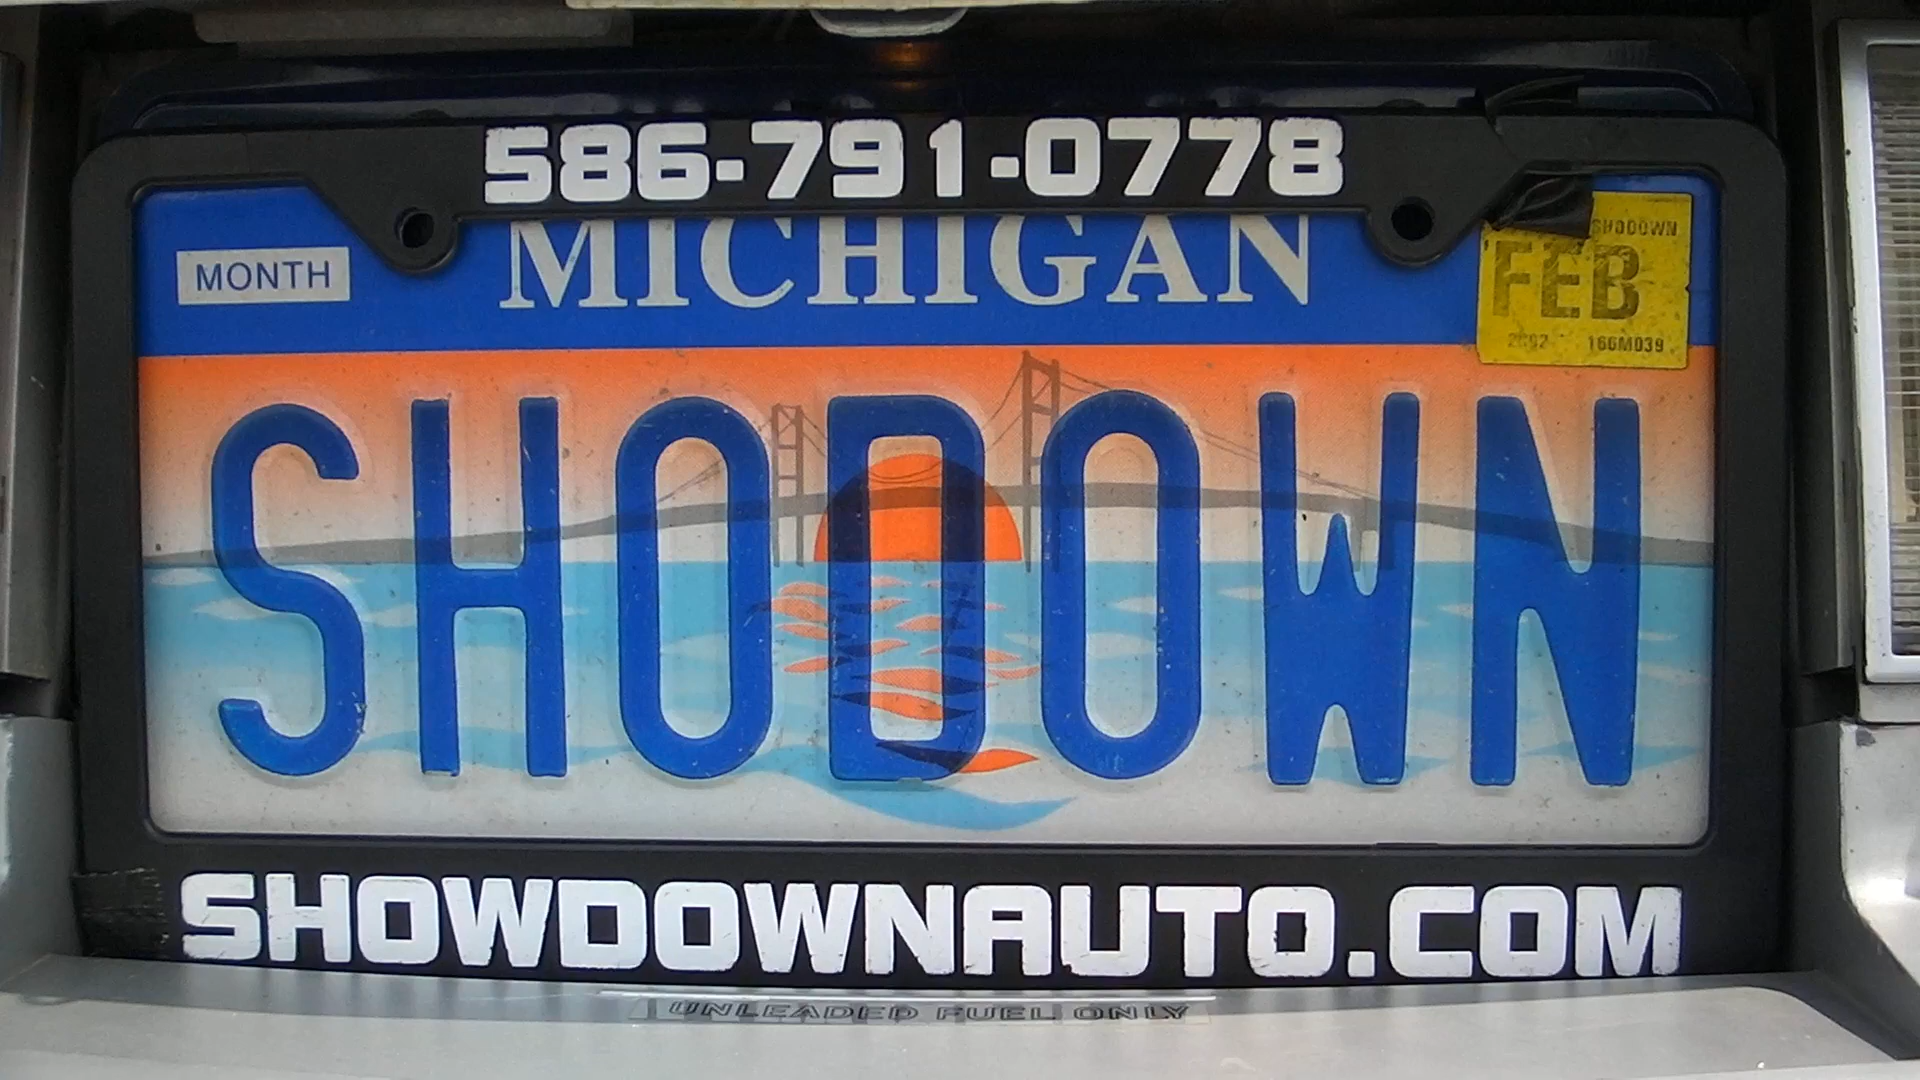 586-791-0778
MICHIGAN
MONTH
SHODOWN
FEB
166M039
SHODOWN
SHOWDOWNAUTO.COM
UNLEADED FUEL ONLY